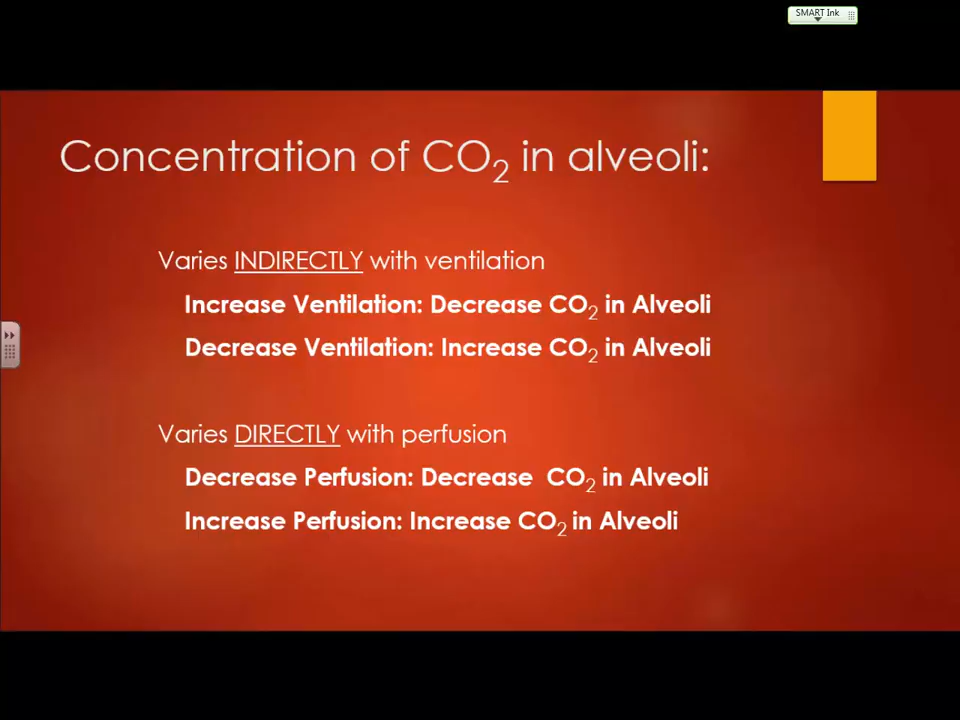 SMART Ink
Concentration of CO2 in alveoli:
Varies INDIRECTLY with ventilation
Increase Ventilation: Decrease CO2 in Alveoli
Decrease Ventilation: Increase CO2 in Alveoli
Varies DIRECTLY with perfusion
Decrease Perfusion: Decrease  CO2 in Alveoli
Increase Perfusion: Increase CO2 in Alveoli